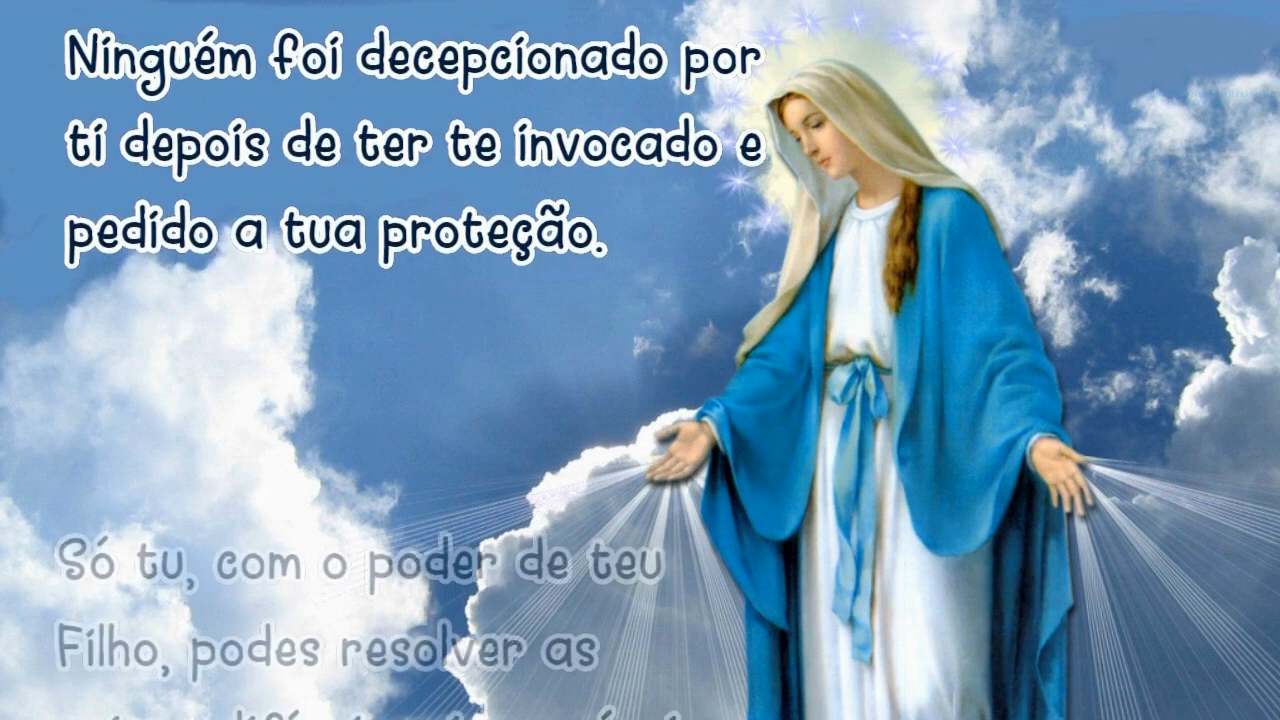 Ninguém foi decepcionado por
ti depois de ter te invocado e
pedido a tua proteção.
Só tu, com o poder de teu
Filho, podes resolver as